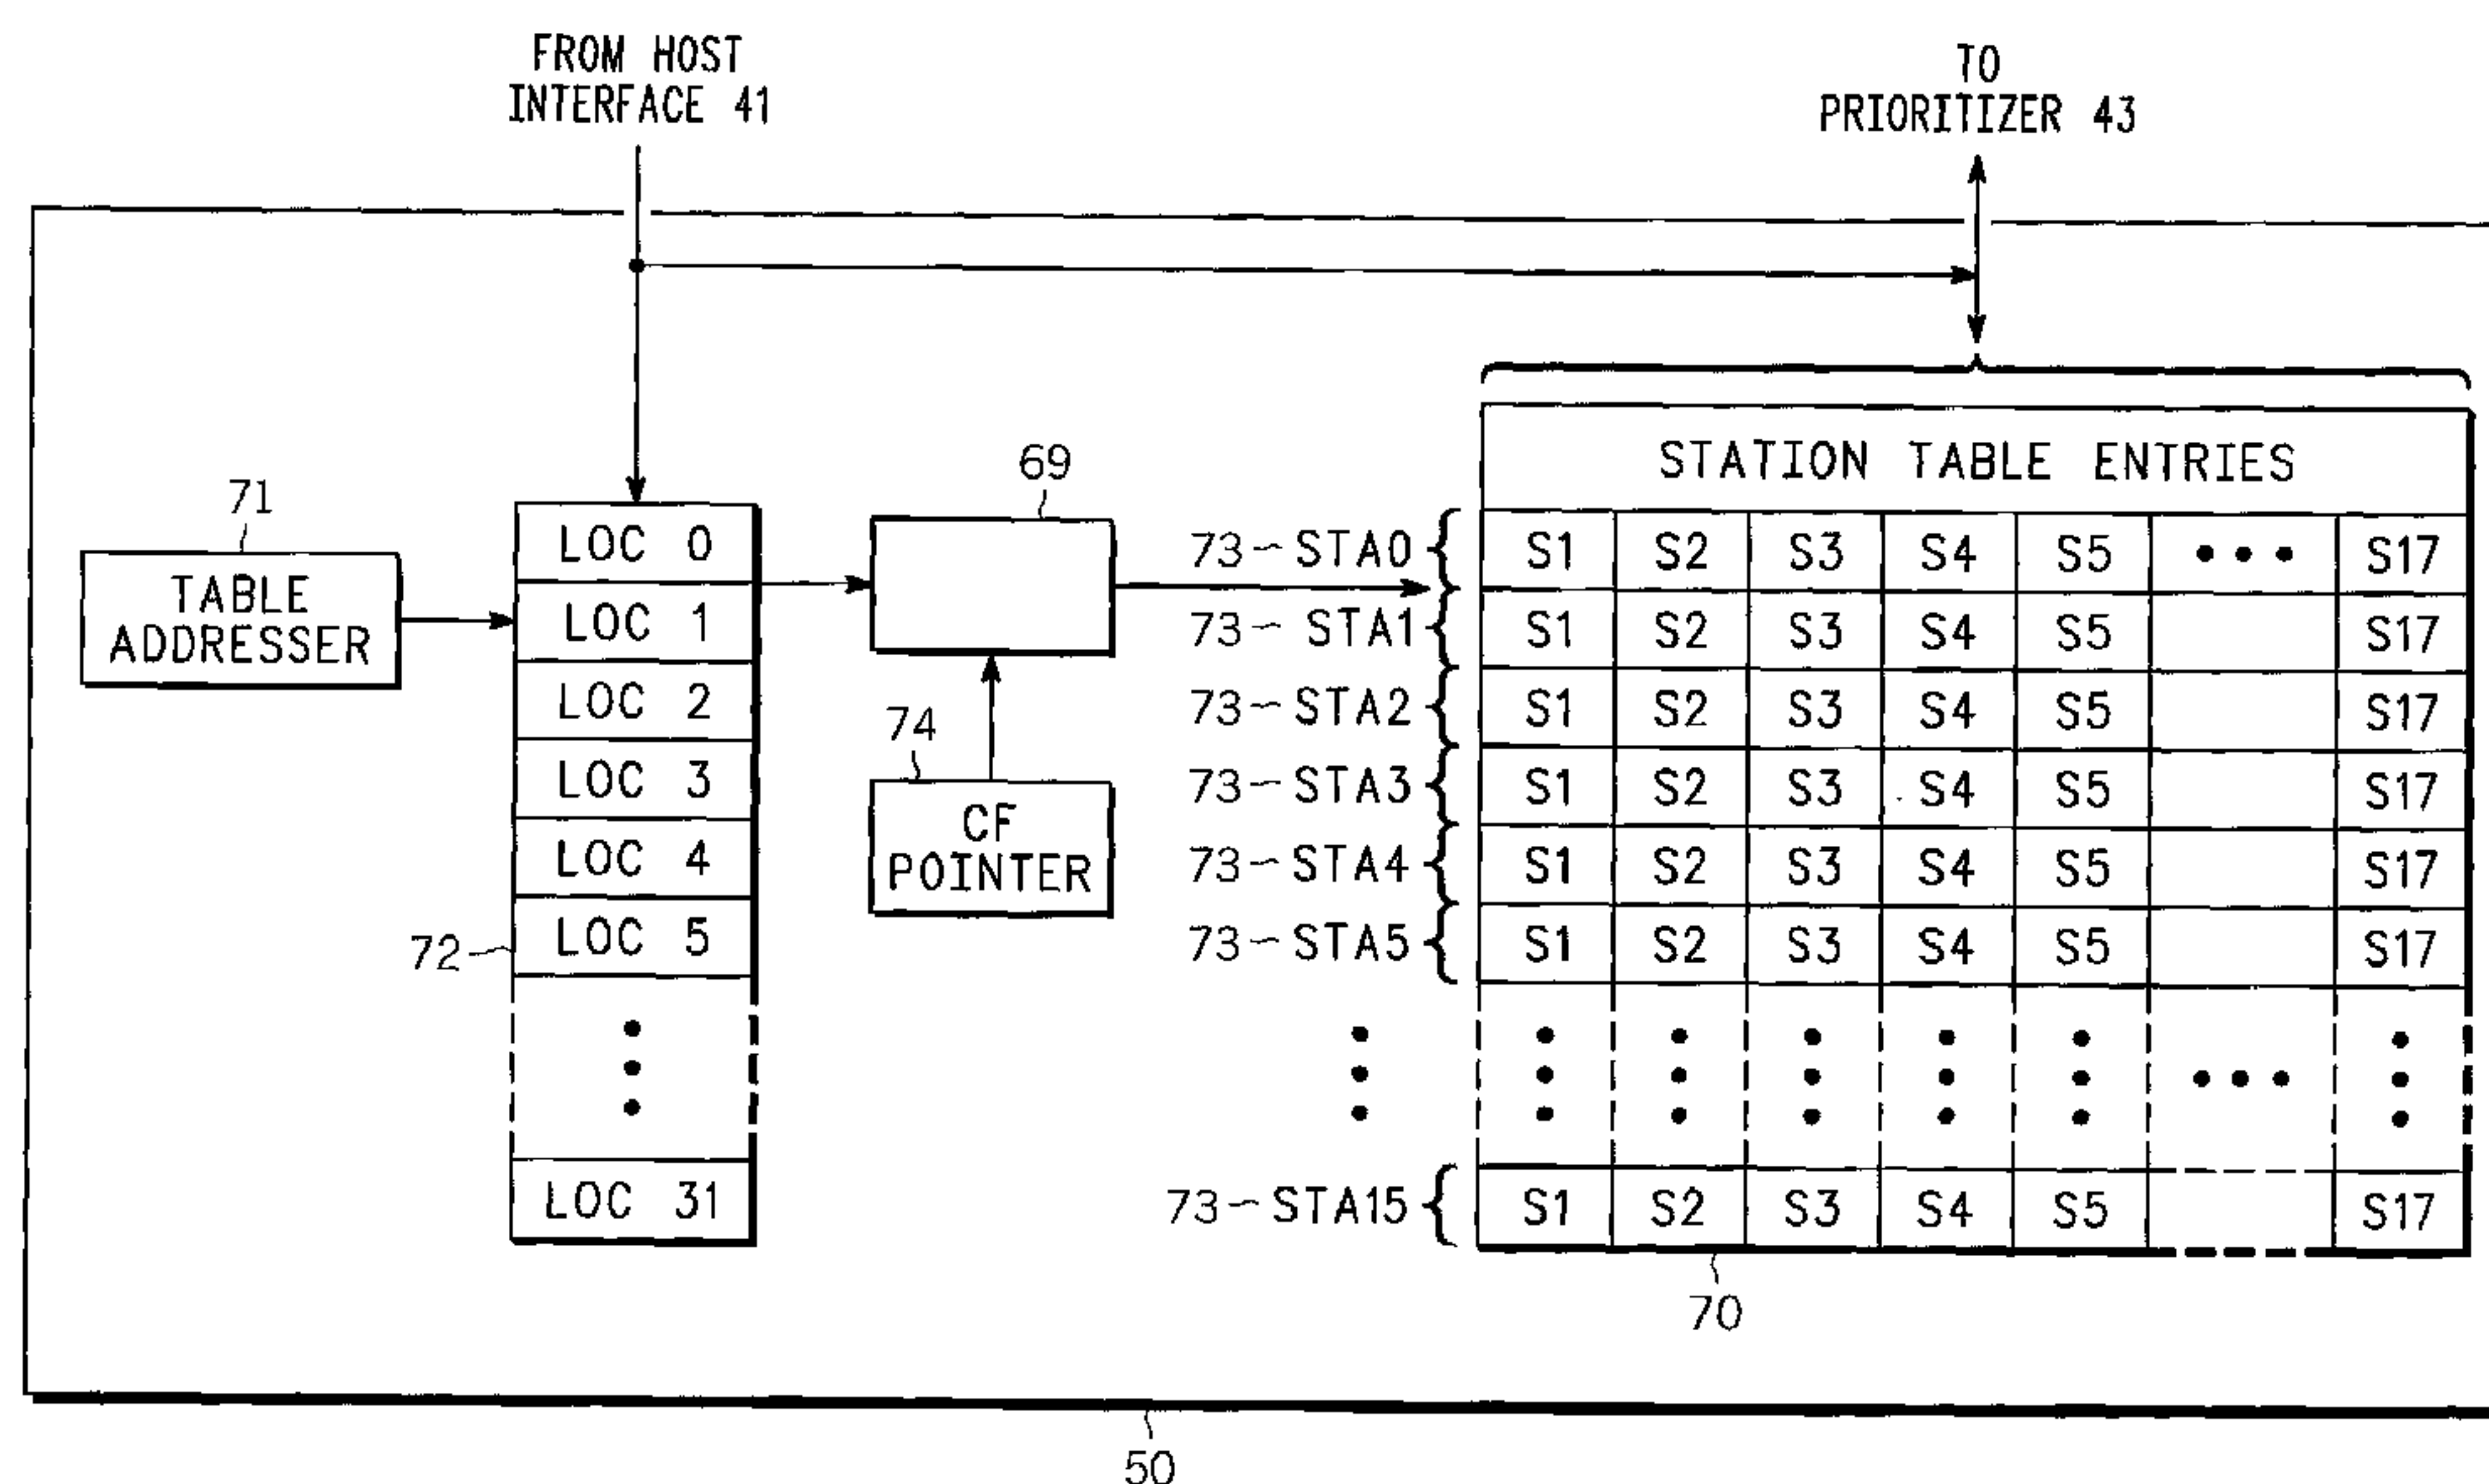 FROM HOST
INTERFACE 41
TO
PRIORITIZER 43
71
TABLE
ADDRESSER
LOC 0
LOC 1
LOC 2
LOC 3
LOC 4
LOC 5
LOC 31
72
69
74
CF
POINTER
STATION TABLE ENTRIES
73 STA0 S1 S2 S3 S4 S5 ••• S17
73 STA1 S1 S2 S3 S4 S5 S17
73 STA2 S1 S2 S3 S4 S5 S17
73 STA3 S1 S2 S3 S4 S5 S17
73 STA4 S1 S2 S3 S4 S5 S17
73 STA5 S1 S2 S3 S4 S5 S17
73 STA15 S1 S2 S3 S4 S5 S17
70
50